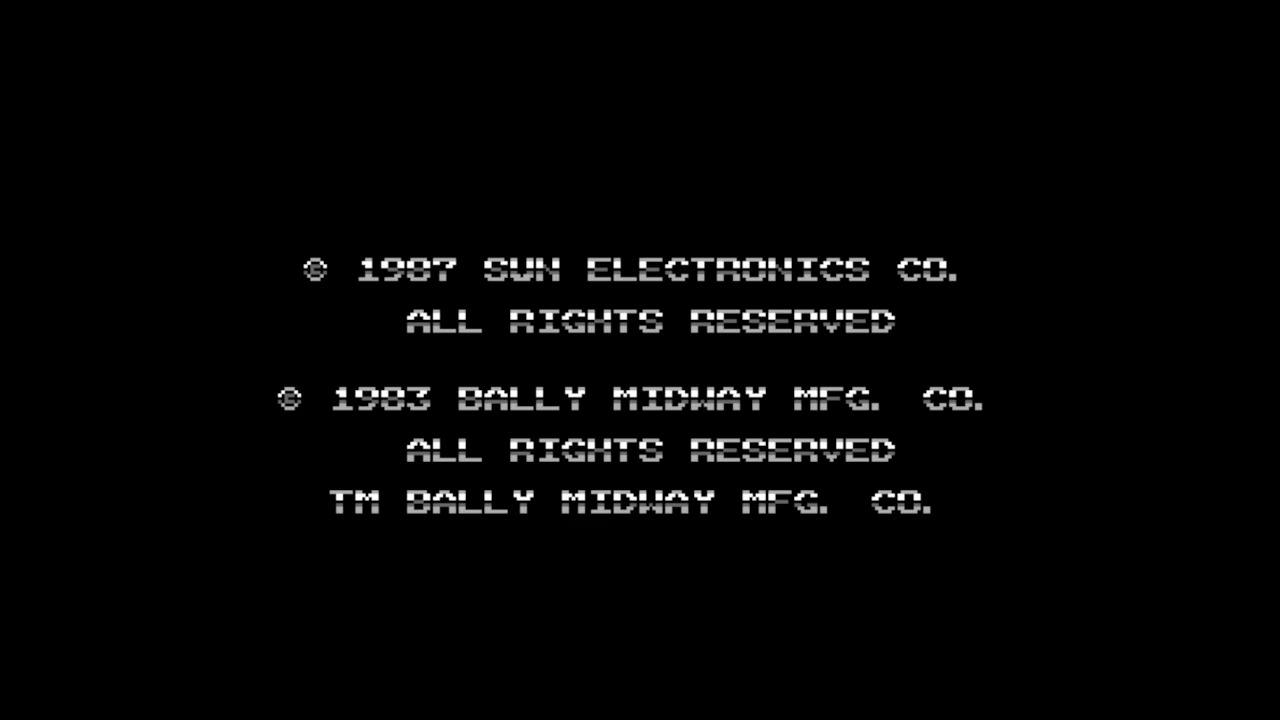 © 1987 SUN ELECTRONICS CO.
ALL RIGHTS RESERVED
© 1983 BALLY MIDWAY MFG. CO.
ALL RIGHTS RESERVED
TM BALLY MIDWAY MFG. CO.